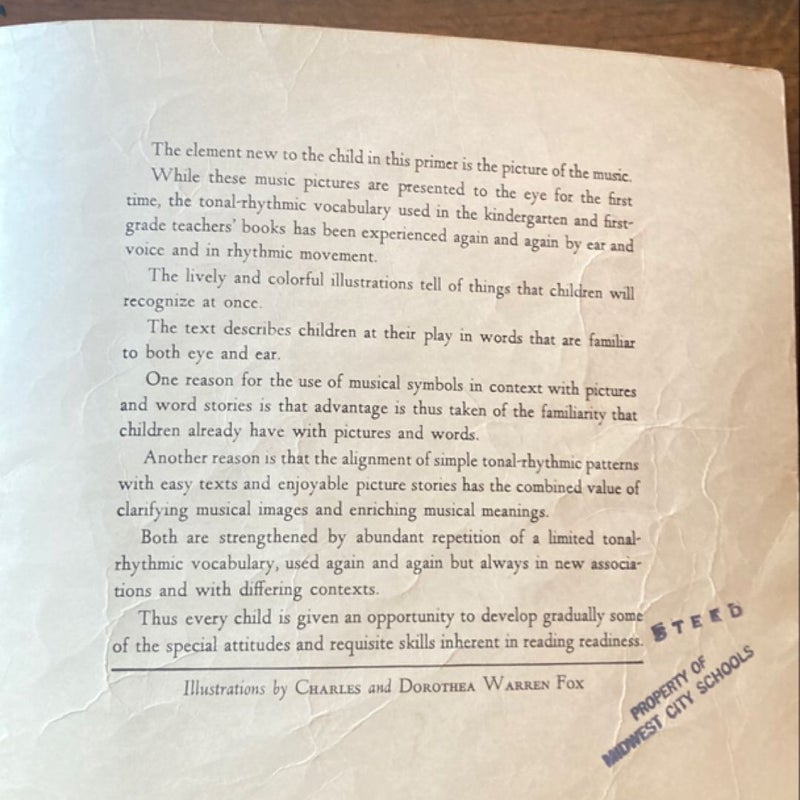 The element new to the child in this primer is the picture of the music.
While these music pictures are presented to the eye for the first
time, the tonal-rhythmic vocabulary used in the kindergarten and first-
grade teachers' books has been experienced again and again by ear and
voice and in rhythmic movement.
The lively and colorful illustrations tell of things that children will
recognize at once.
The text describes children at their play in words that are familiar
to both eye and ear.
One reason for the use of musical symbols in context with pictures
and word stories is that advantage is thus taken of the familiarity that
children already have with pictures and words.
Another reason is that the alignment of simple tonal-rhythmic patterns
with easy texts and enjoyable picture stories has the combined value of
clarifying musical images and enriching musical meanings.
Both are strengthened by abundant repetition of a limited tonal-
rhythmic vocabulary, used again and again but always in new associa-
tions and with differing contexts.
Thus every child is given an opportunity to develop gradually some
of the special attitudes and requisite skills inherent in reading readiness.
Illustrations by CHARLES and DOROTHEA WARREN FOX
STEED
PROPERTY OF
MIDWEST CITY SCHOOLS